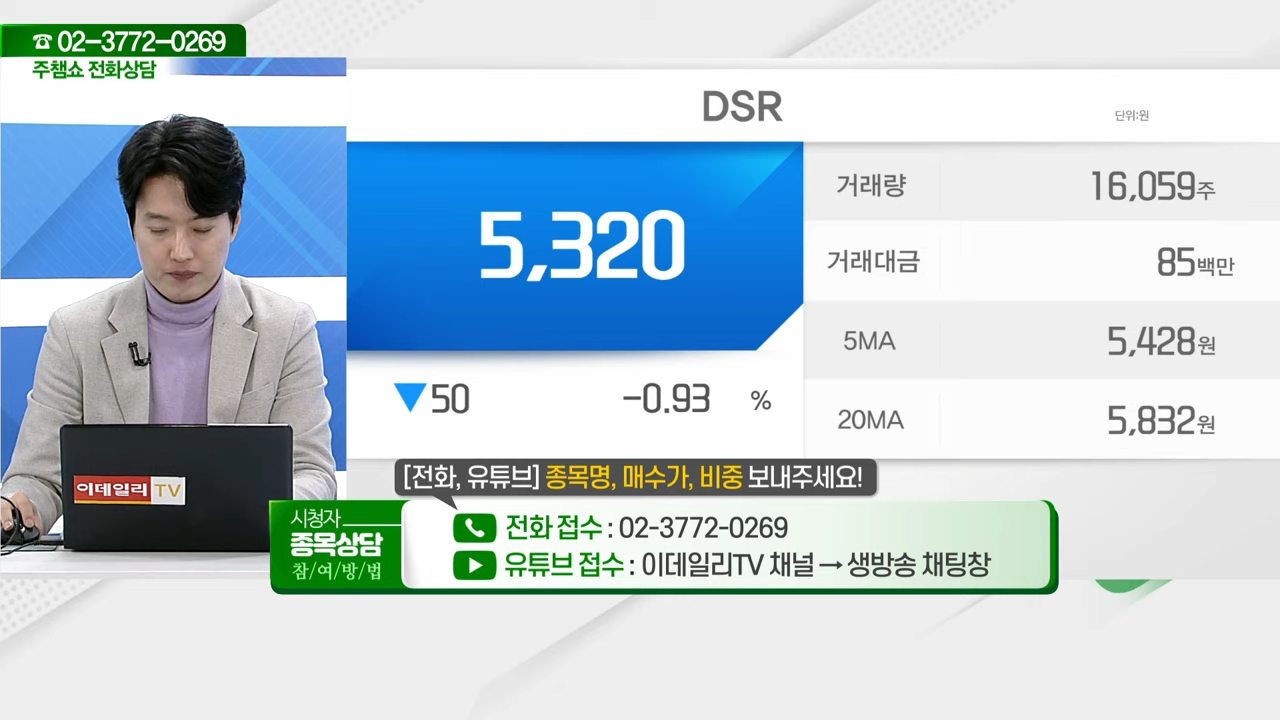 ☎ 02-3772-0269
주챔쇼 전화상담
DSR
단위:원
5,320
▼50 -0.93 %
거래량 16,059주
거래대금 85백만
5MA 5,428원
20MA 5,832원
이데일리TV
[전화, 유튜브] 종목명, 매수가, 비중 보내주세요!
시청자
종목상담
참/여/방/법
전화 접수 : 02-3772-0269
유튜브 접수 : 이데일리TV 채널 → 생방송 채팅창